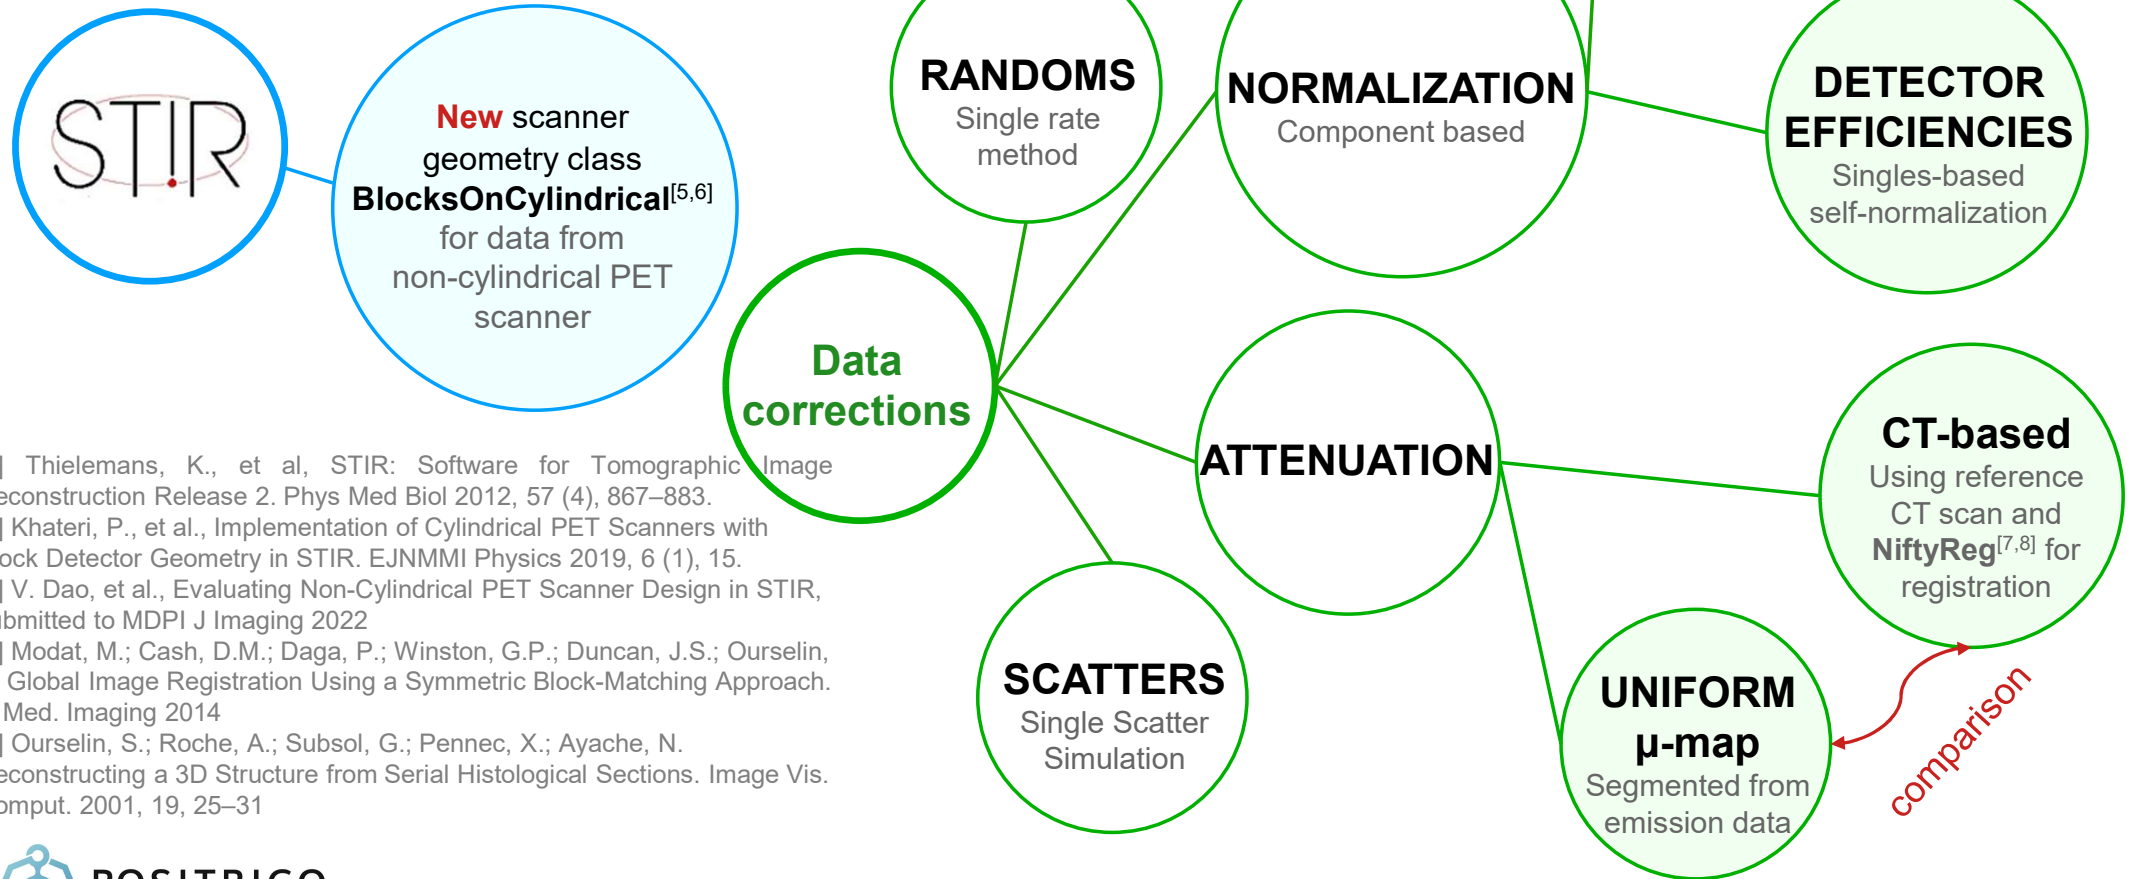 STIR
New scanner
geometry class
BlocksOnCylindrical[5,6]
for data from
non-cylindrical PET
scanner
RANDOMS
Single rate
method
NORMALIZATION
Component based
DETECTOR
EFFICIENCIES
Singles-based
self-normalization
Data
corrections
ATTENUATION
CT-based
Using reference
CT scan and
NiftyReg[7,8] for
registration
SCATTERS
Single Scatter
Simulation
UNIFORM
μ-map
Segmented from
emission data
comparison
] Thielemans, K., et al, STIR: Software for Tomographic Image
econstruction Release 2. Phys Med Biol 2012, 57 (4), 867–883.
] Khateri, P., et al., Implementation of Cylindrical PET Scanners with
ock Detector Geometry in STIR. EJNMMI Physics 2019, 6 (1), 15.
] V. Dao, et al., Evaluating Non-Cylindrical PET Scanner Design in STIR,
ubmitted to MDPI J Imaging 2022
] Modat, M.; Cash, D.M.; Daga, P.; Winston, G.P.; Duncan, J.S.; Ourselin,
Global Image Registration Using a Symmetric Block-Matching Approach.
Med. Imaging 2014
] Ourselin, S.; Roche, A.; Subsol, G.; Pennec, X.; Ayache, N.
econstructing a 3D Structure from Serial Histological Sections. Image Vis.
omput. 2001, 19, 25–31
POSITRIGO